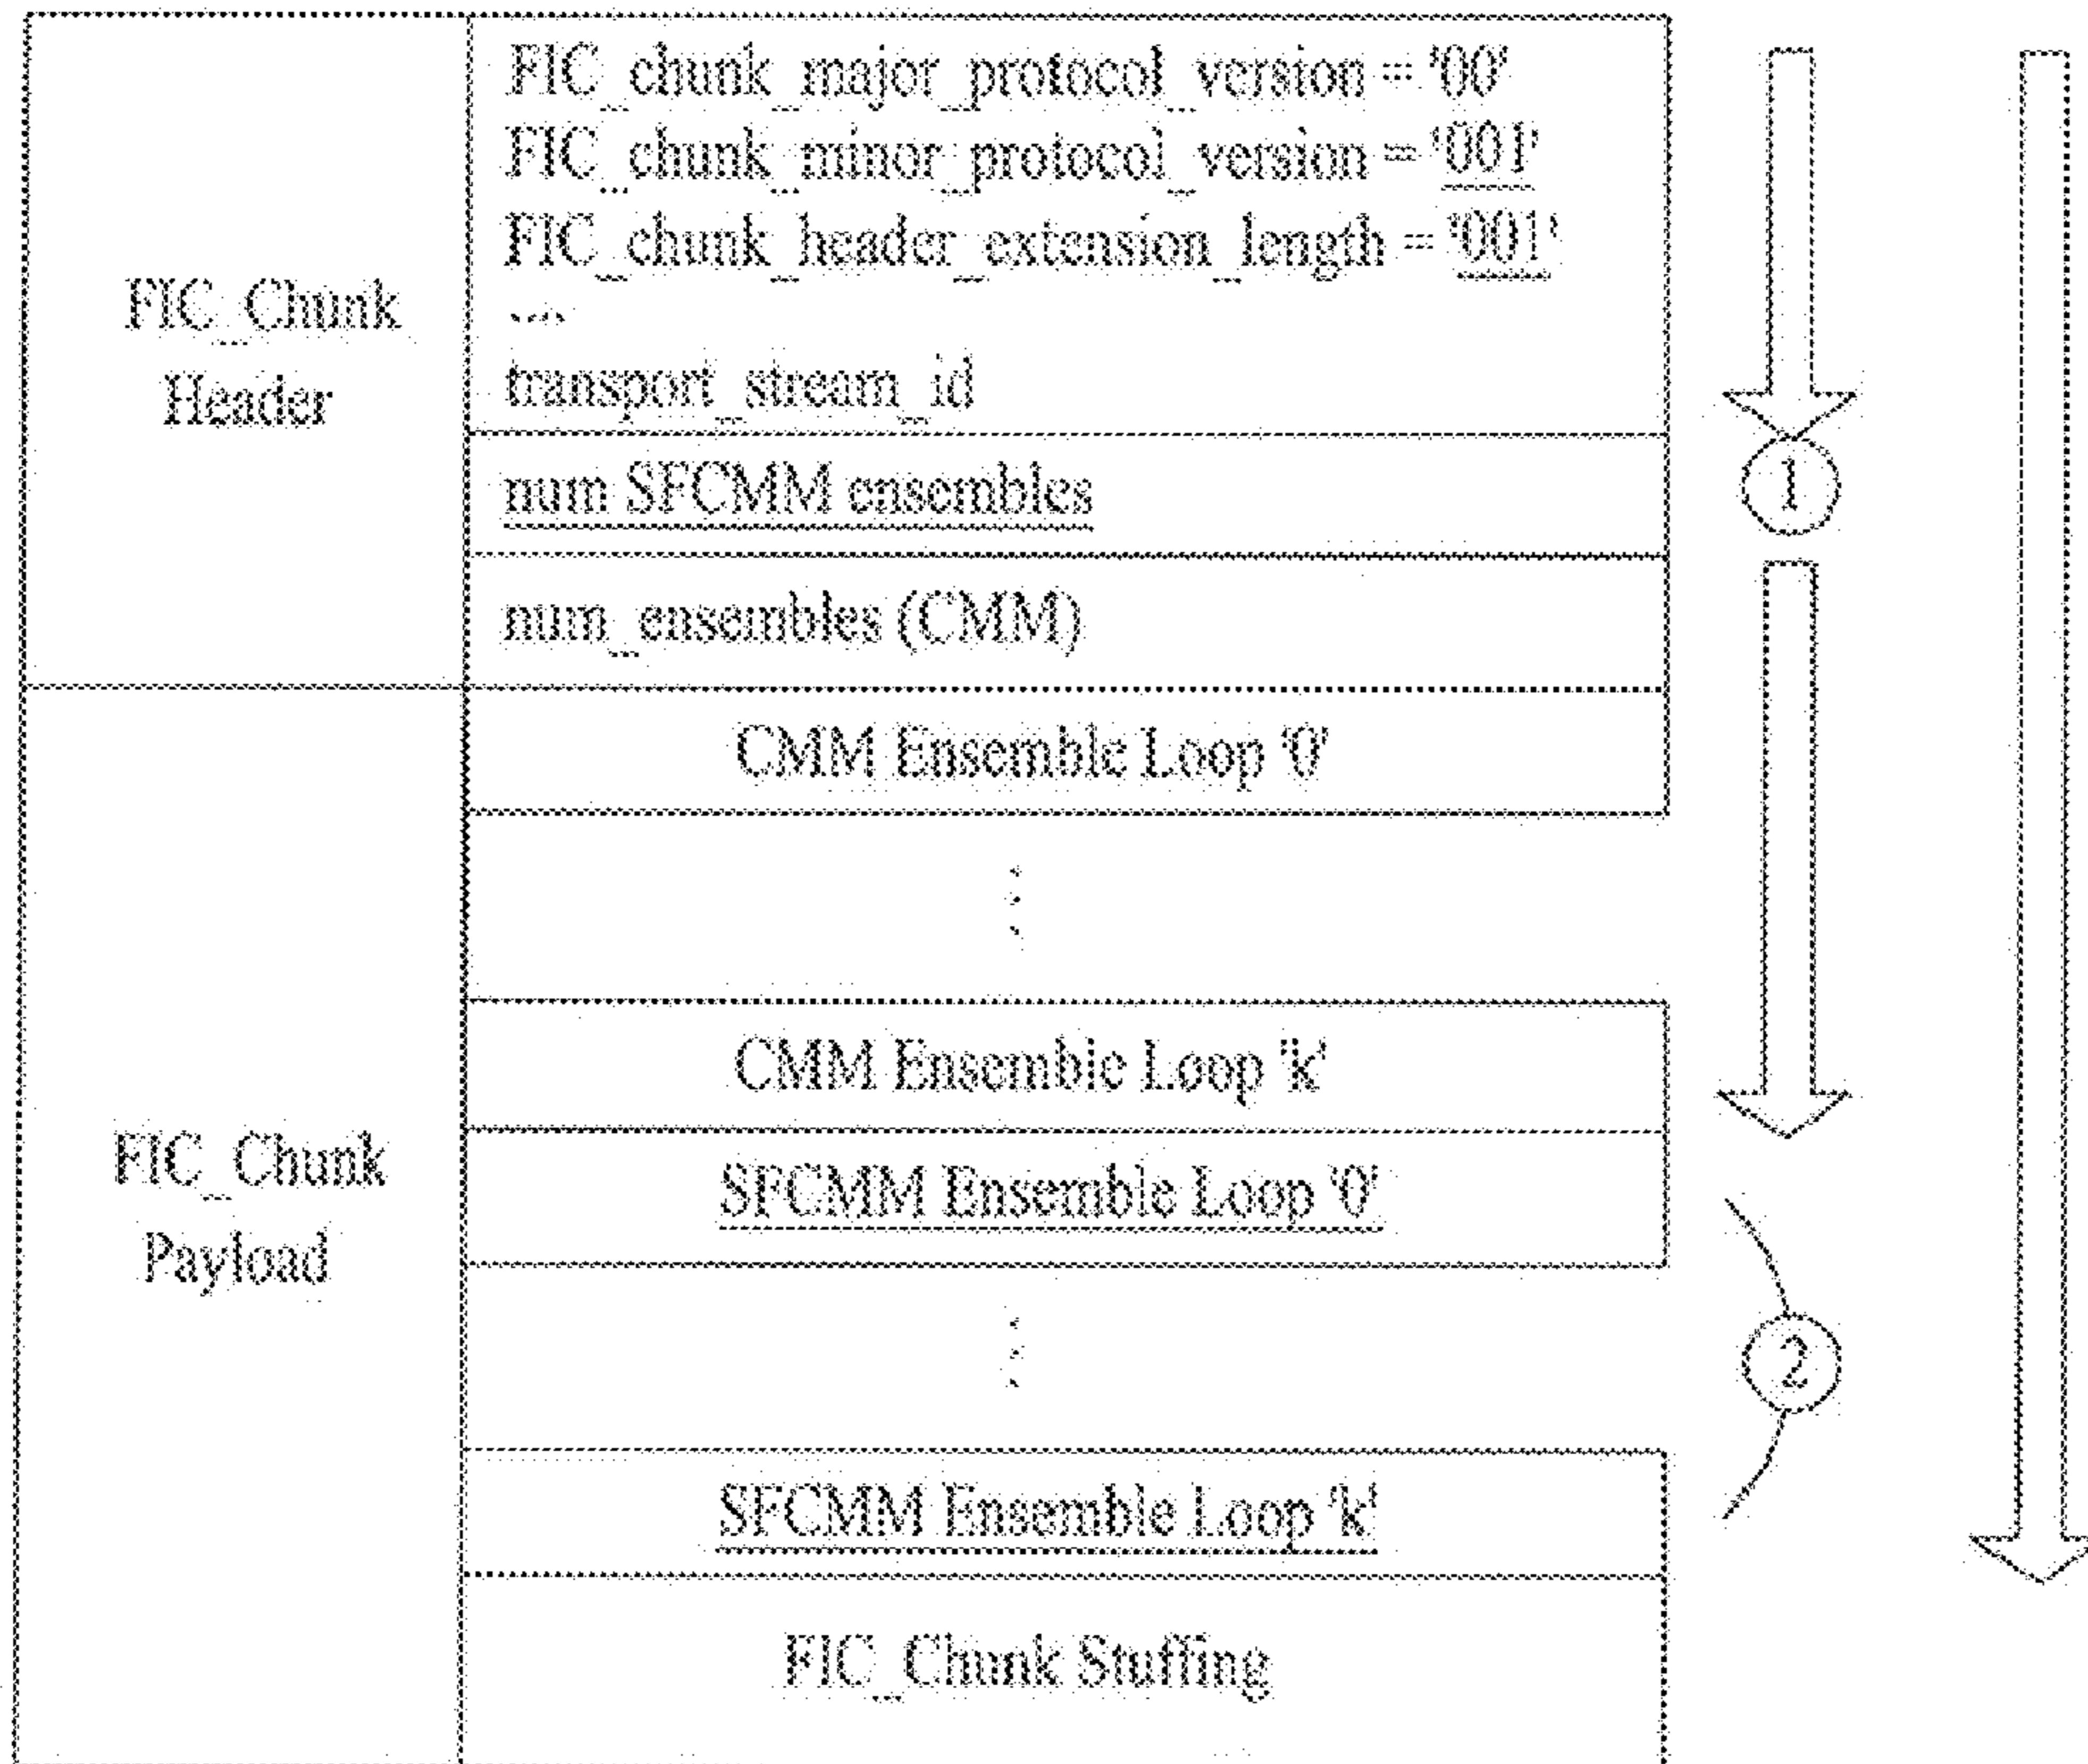 FIC_Chunk
Header
FIC_chunk_major_protocol_version = '00'
FIC_chunk_minor_protocol_version = '001'
FIC_chunk_header_extension_length = '001'
...
transport_stream_id
num SFCMM ensembles
num_ensembles (CMM)
1
FIC_Chunk
Payload
CMM Ensemble Loop '0'
CMM Ensemble Loop 'k'
SFCMM Ensemble Loop '0'
SFCMM Ensemble Loop 'k'
FIC_Chunk Stuffing
2